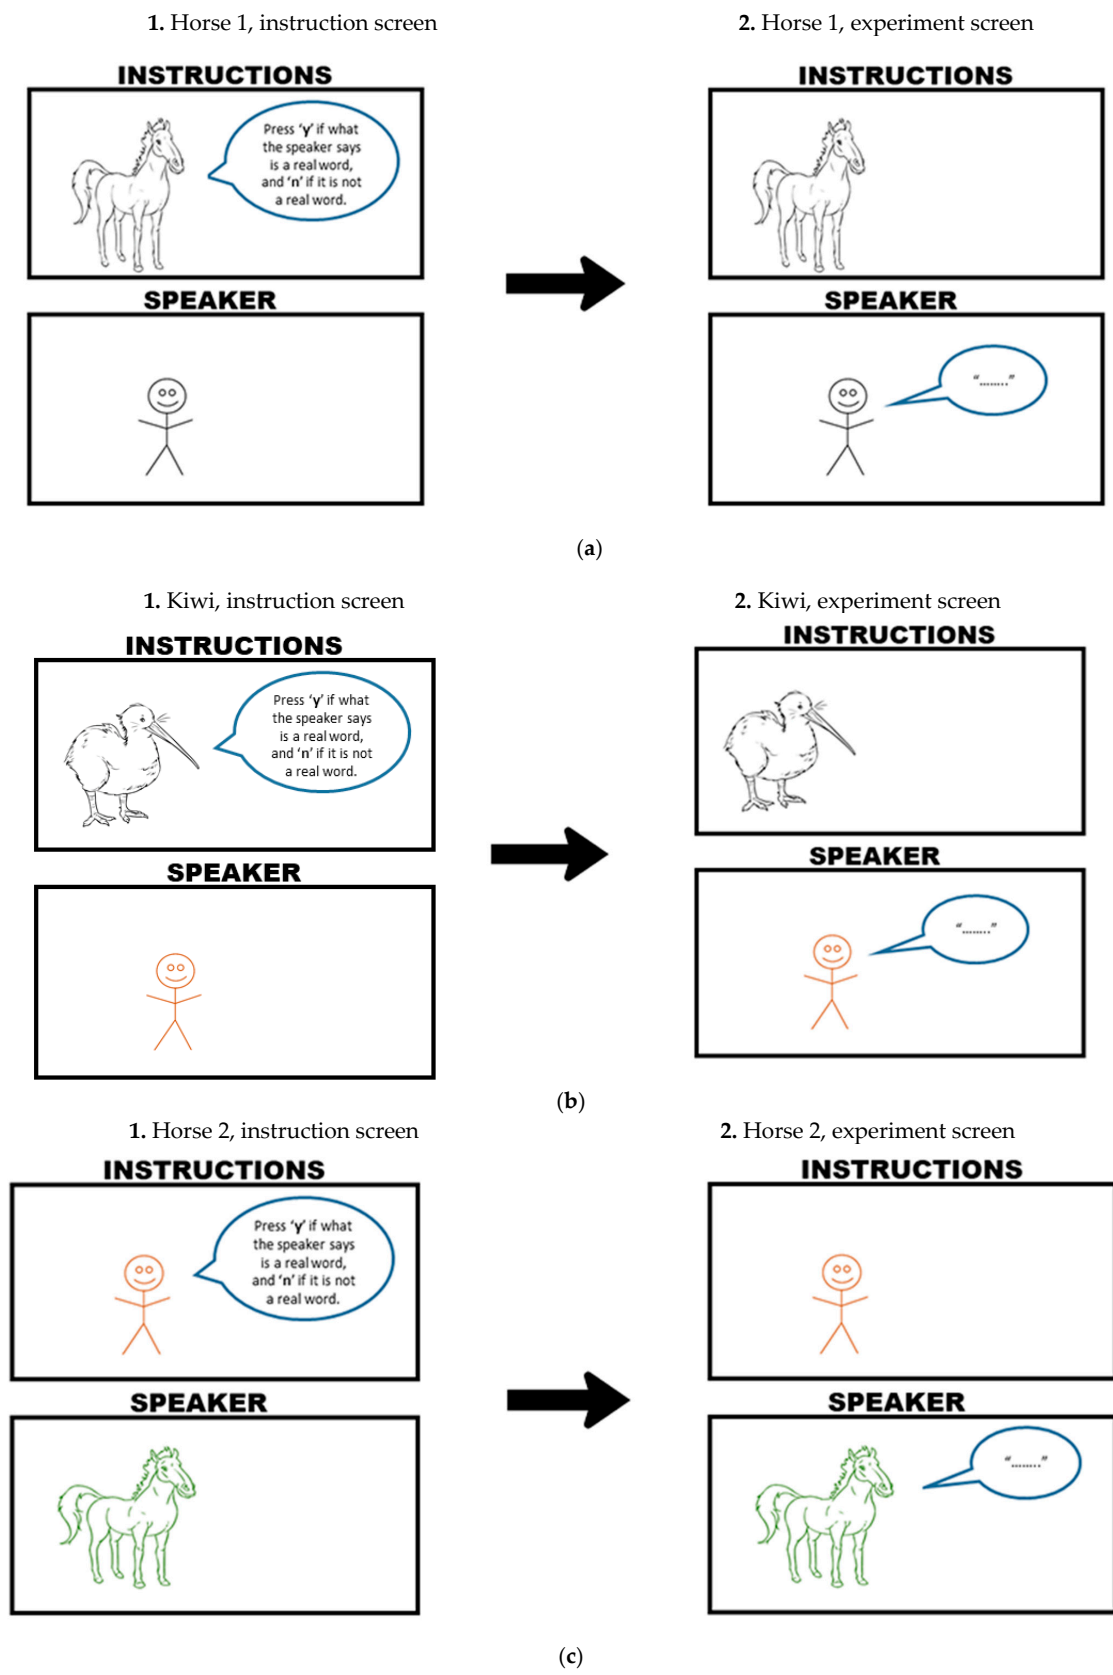 1. Horse 1, instruction screen
2. Horse 1, experiment screen
INSTRUCTIONS
Press ‘y’ if what
the speaker says
is a real word,
and ‘n’ if it is not
a real word.
SPEAKER
INSTRUCTIONS
SPEAKER
“........”
(a)
1. Kiwi, instruction screen
2. Kiwi, experiment screen
INSTRUCTIONS
Press ‘y’ if what
the speaker says
is a real word,
and ‘n’ if it is not
a real word.
SPEAKER
INSTRUCTIONS
SPEAKER
“........”
(b)
1. Horse 2, instruction screen
2. Horse 2, experiment screen
INSTRUCTIONS
Press ‘y’ if what
the speaker says
is a real word,
and ‘n’ if it is not
a real word.
SPEAKER
INSTRUCTIONS
SPEAKER
“........”
(c)